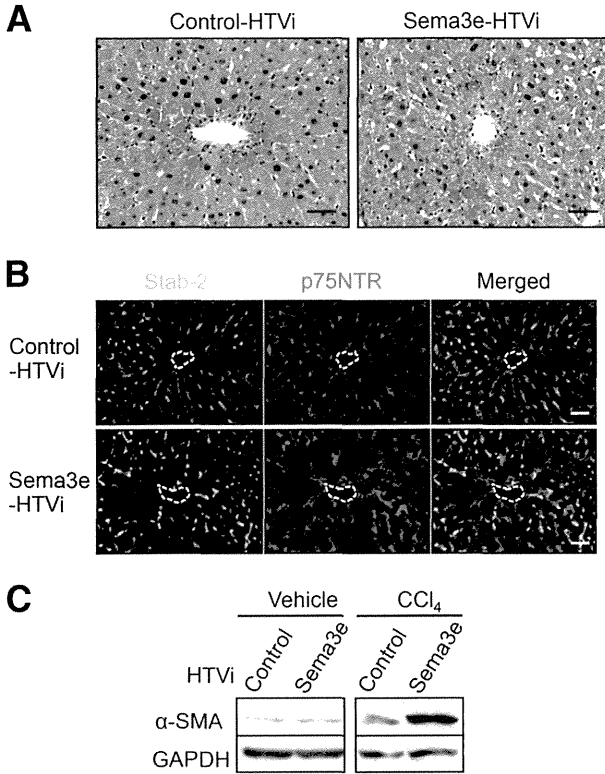 A
Control-HTVi
Sema3e-HTVi
B
Stab-2
p75NTR
Merged
Control
-HTVi
Sema3e
-HTVi
C
Vehicle
CCl₄
HTVi
Control
Sema3e
Control
Sema3e
α-SMA
GAPDH